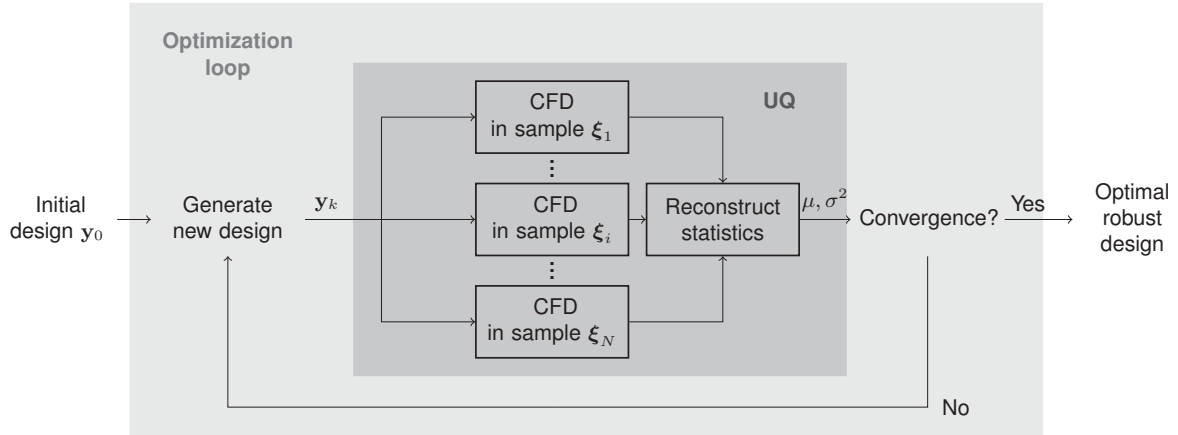 Optimization
loop
UQ
CFD
in sample ξ₁
Initial
design y₀
Generate
new design
yₖ
CFD
in sample ξᵢ
Reconstruct
statistics
μ, σ²
Convergence?
Yes
Optimal
robust
design
CFD
in sample ξ_N
No